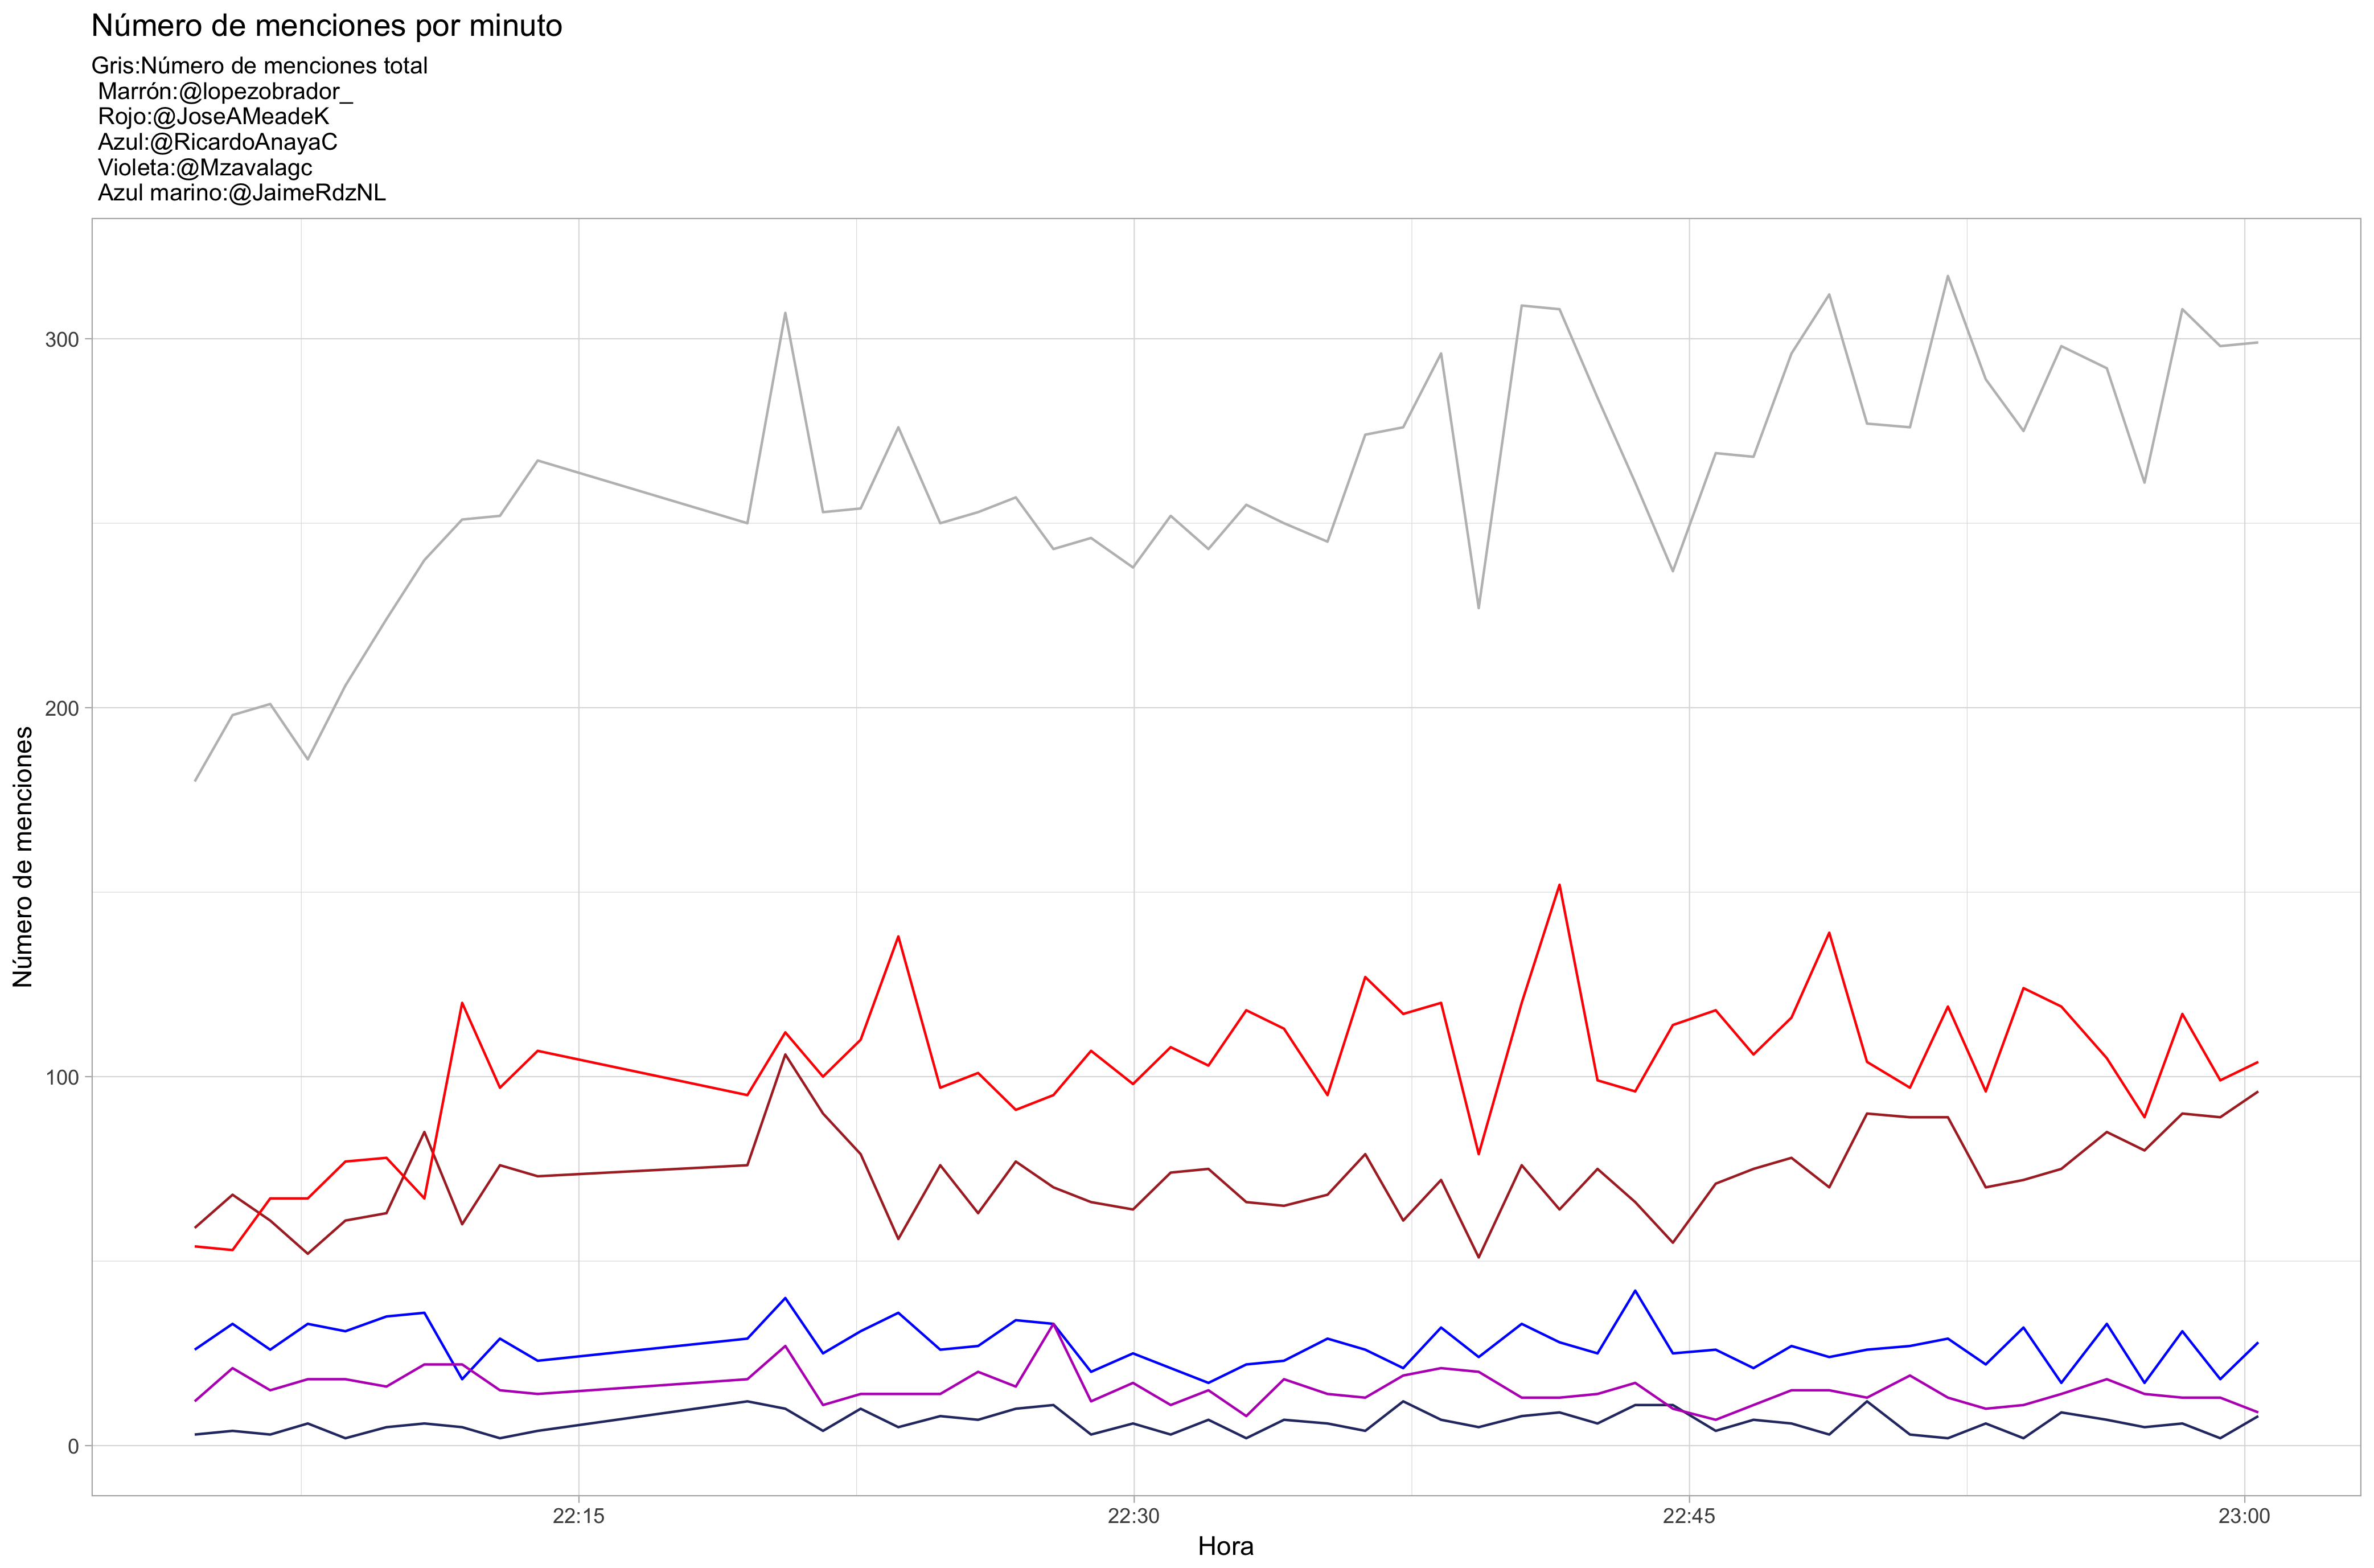 Número de menciones por minuto
Gris:Número de menciones total
Marrón:@lopezobrador_
Rojo:@JoseAMeadeK
Azul:@RicardoAnayaC
Violeta:@Mzavalagc
Azul marino:@JaimeRdzNL
Número de menciones
300
200
100
0
22:15
22:30
22:45
23:00
Hora